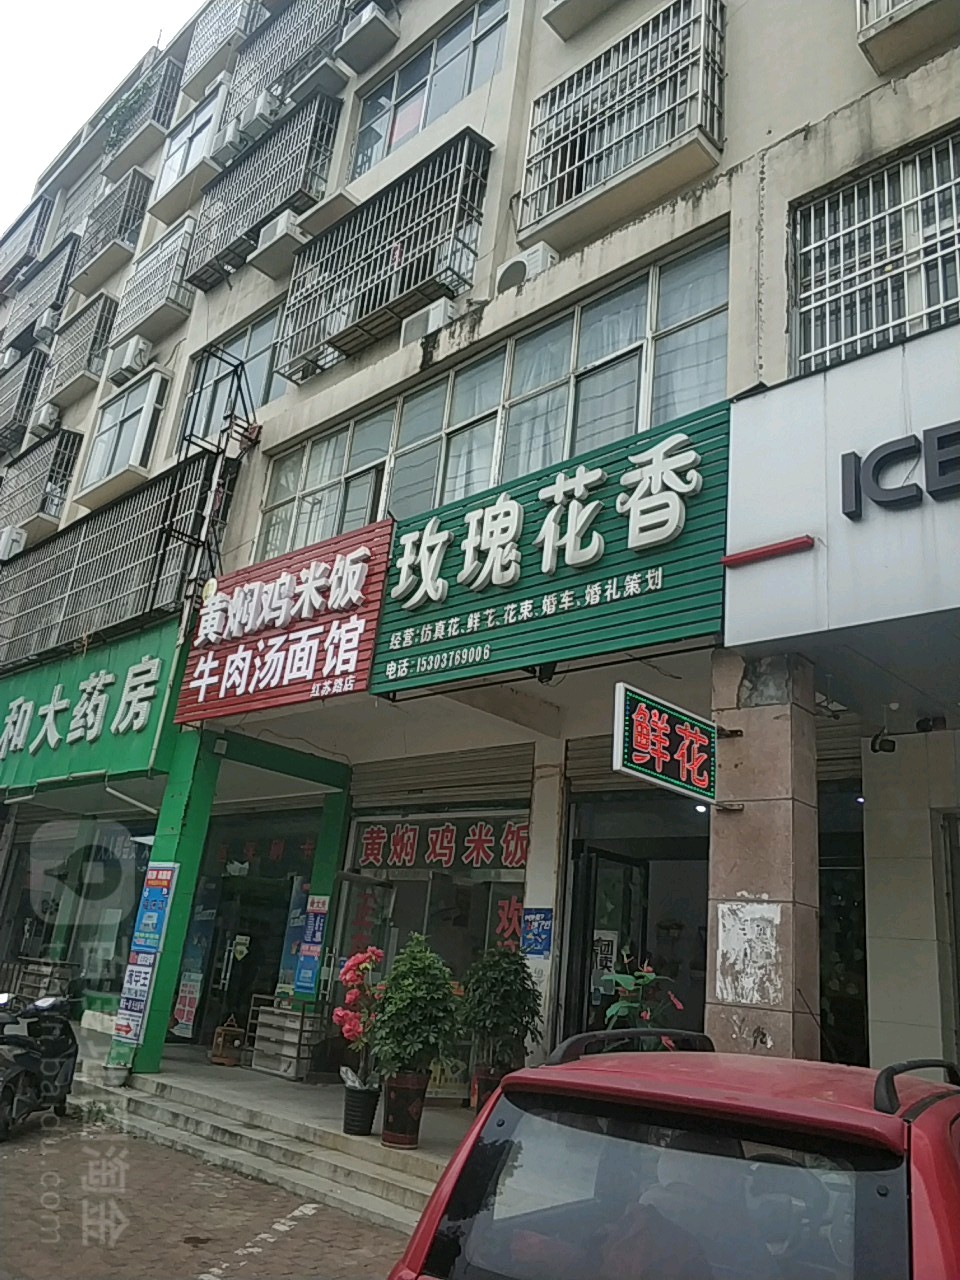 玫瑰花香
经营:仿真花、鲜花、花束、婚车、婚礼策划
电话:15303769006
黄焖鸡米饭
牛肉汤面馆
红苏路店
和大药房
ICE
鲜花
黄焖鸡米饭
欢